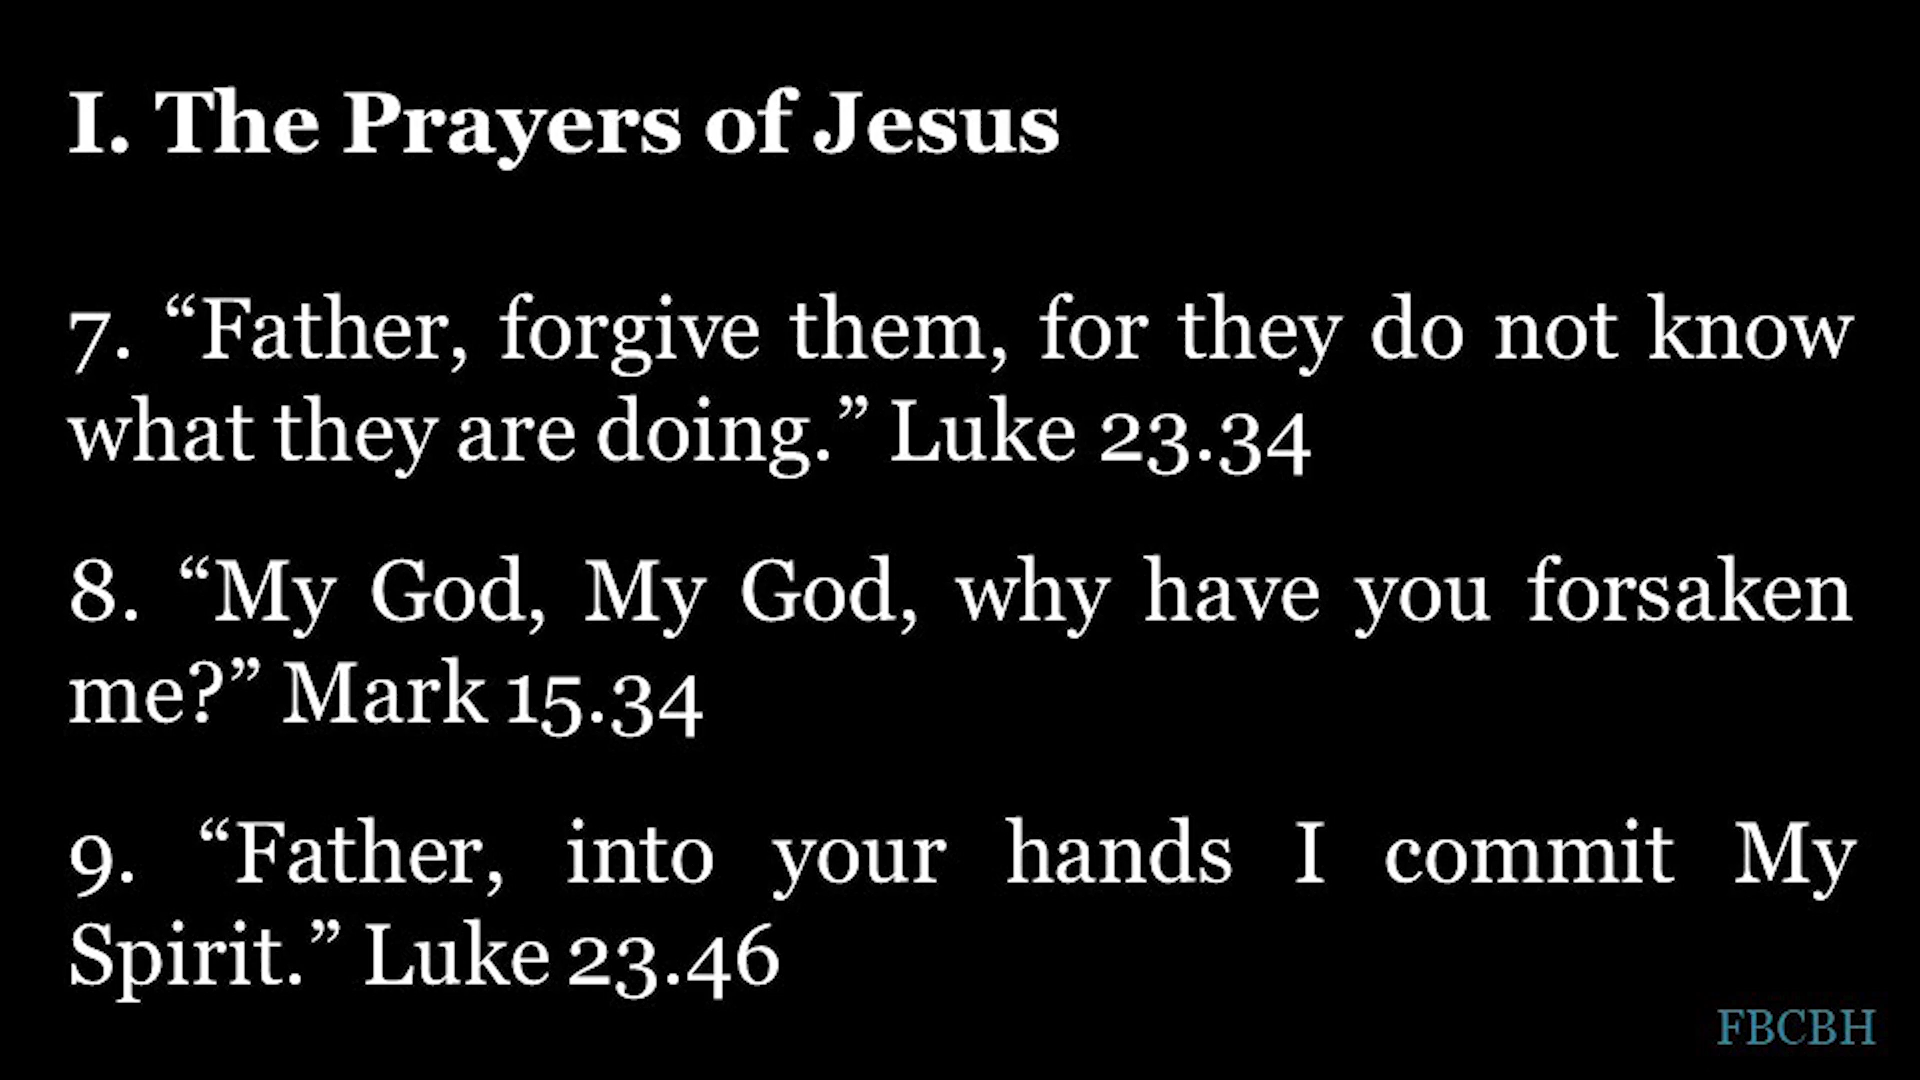 I. The Prayers of Jesus
7. “Father, forgive them, for they do not know
what they are doing.” Luke 23.34
8. “My God, My God, why have you forsaken
me?” Mark 15.34
9. “Father, into your hands I commit My
Spirit.” Luke 23.46
FBCBH